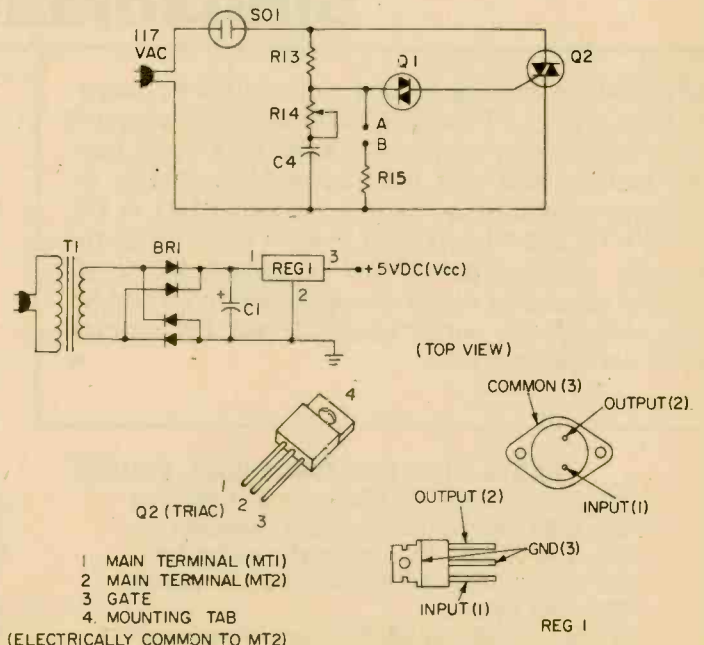 SO1
117
VAC
R13
Q1
Q2
R14
A
B
C4
R15
T1
BR1
1
REG 1
3
+5VDC(Vcc)
2
+
C1
(TOP VIEW)
COMMON (3)
OUTPUT(2)
INPUT(1)
4
1
2
3
Q2 (TRIAC)
OUTPUT (2)
GND(3)
INPUT(1)
REG 1
1 MAIN TERMINAL (MT1)
2 MAIN TERMINAL (MT2)
3 GATE
4. MOUNTING TAB
(ELECTRICALLY COMMON TO MT2)